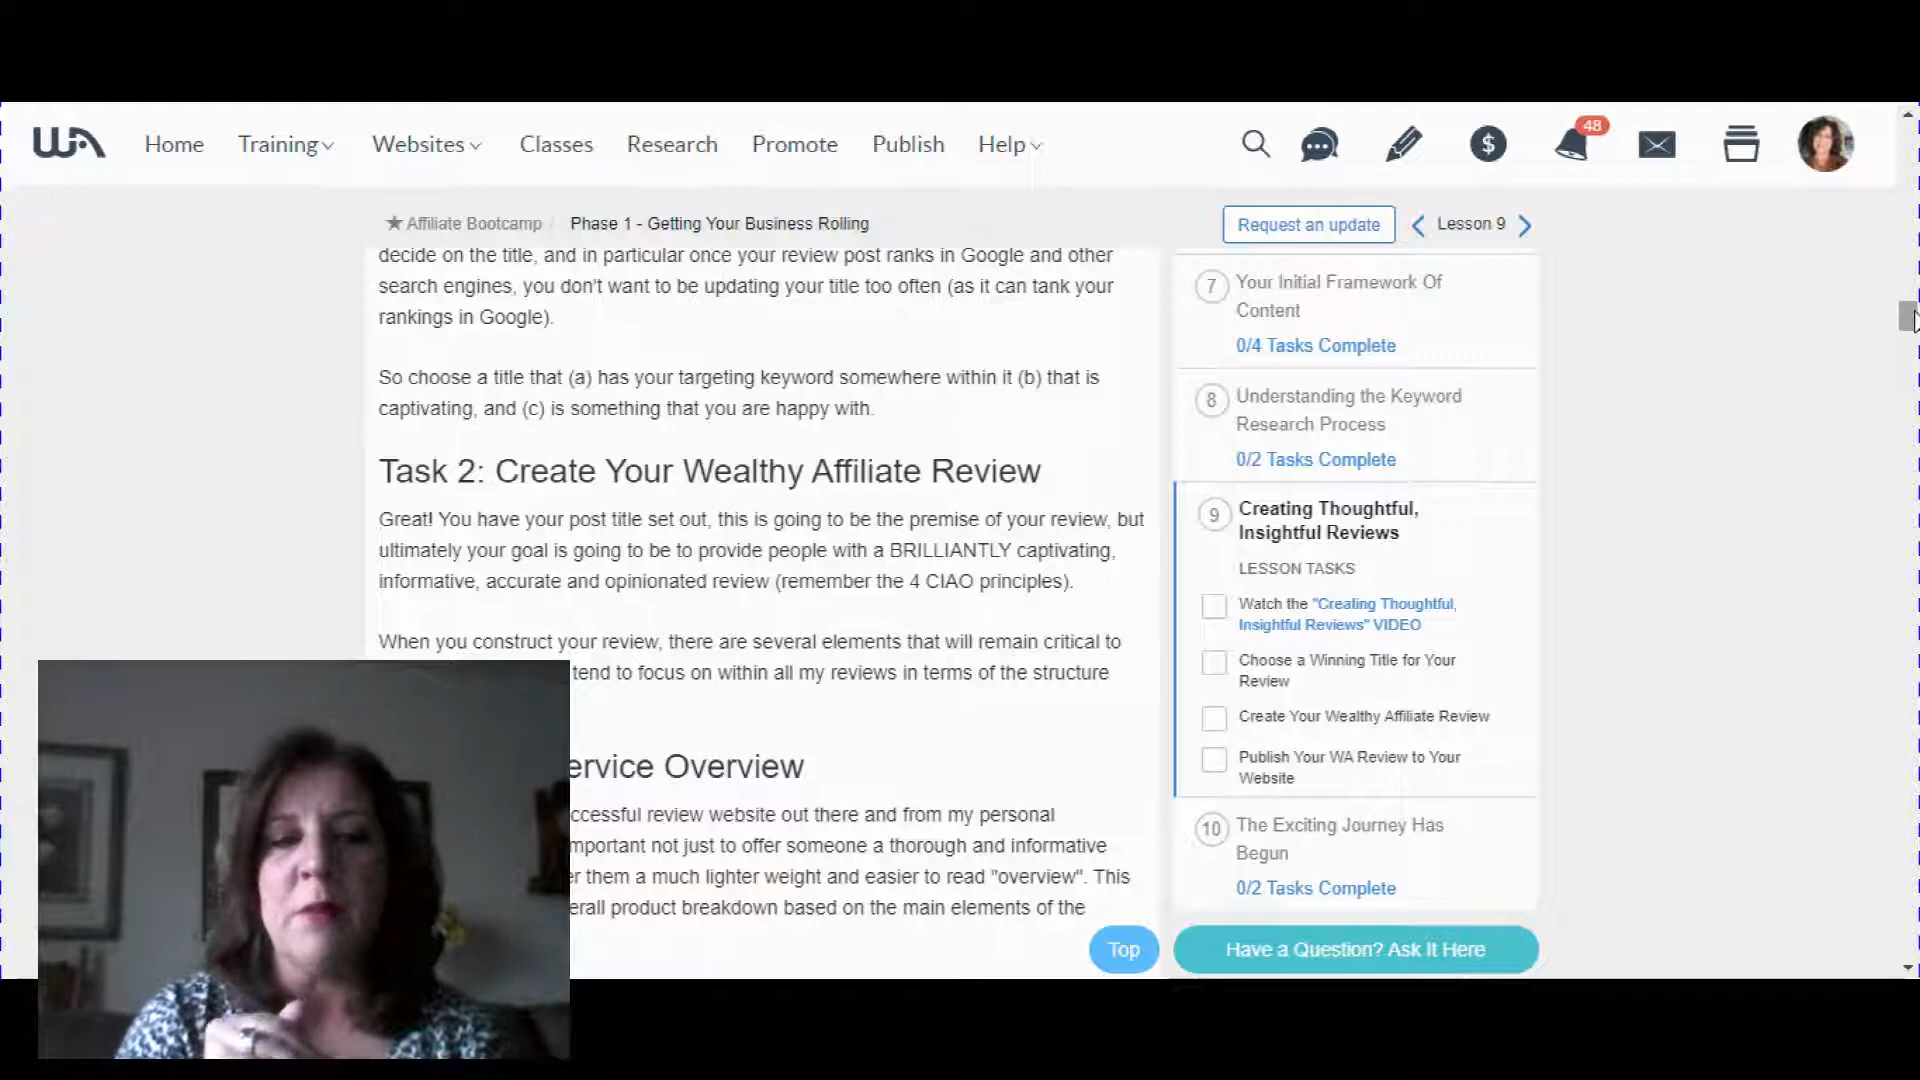 WA Home Training Websites Classes Research Promote Publish Help 48
Affiliate Bootcamp / Phase 1 - Getting Your Business Rolling
Request an update Lesson 9
decide on the title, and in particular once your review post ranks in Google and other
search engines, you don't want to be updating your title too often (as it can tank your
rankings in Google).
So choose a title that (a) has your targeting keyword somewhere within it (b) that is
captivating, and (c) is something that you are happy with.
Task 2: Create Your Wealthy Affiliate Review
Great! You have your post title set out, this is going to be the premise of your review, but
ultimately your goal is going to be to provide people with a BRILLIANTLY captivating,
informative, accurate and opinionated review (remember the 4 CIAO principles).
When you construct your review, there are several elements that will remain critical to
tend to focus on within all my reviews in terms of the structure
ervice Overview
ccessful review website out there and from my personal
mportant not just to offer someone a thorough and informative
er them a much lighter weight and easier to read "overview". This
erall product breakdown based on the main elements of the
Top
7 Your Initial Framework Of
Content
0/4 Tasks Complete
8 Understanding the Keyword
Research Process
0/2 Tasks Complete
9 Creating Thoughtful,
Insightful Reviews
LESSON TASKS
Watch the "Creating Thoughtful,
Insightful Reviews" VIDEO
Choose a Winning Title for Your
Review
Create Your Wealthy Affiliate Review
Publish Your WA Review to Your
Website
10 The Exciting Journey Has
Begun
0/2 Tasks Complete
Have a Question? Ask It Here